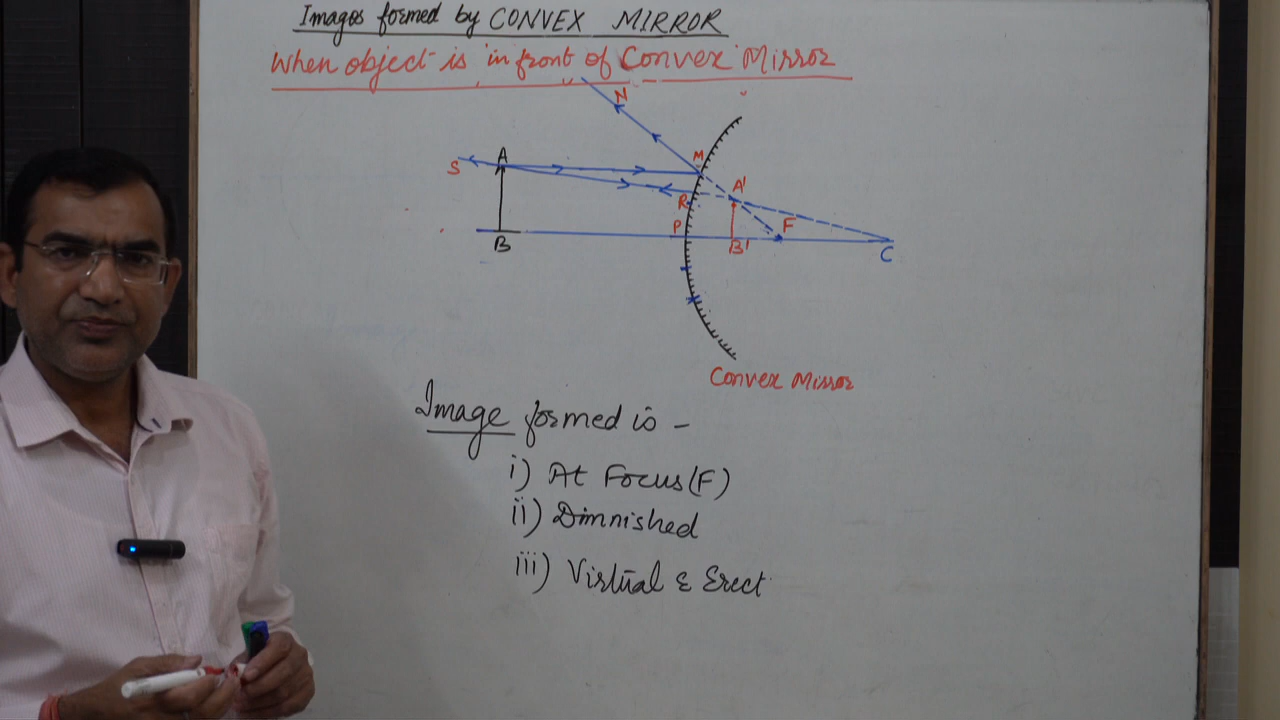 Images formed by CONVEX MIRROR
When object is in front of Convex Mirror
N
S
A
M
R
A'
P
F
B
B'
C
Convex Mirror
Image formed is -
i) At Focus (F)
ii) Dimnished
iii) Virtual & Erect